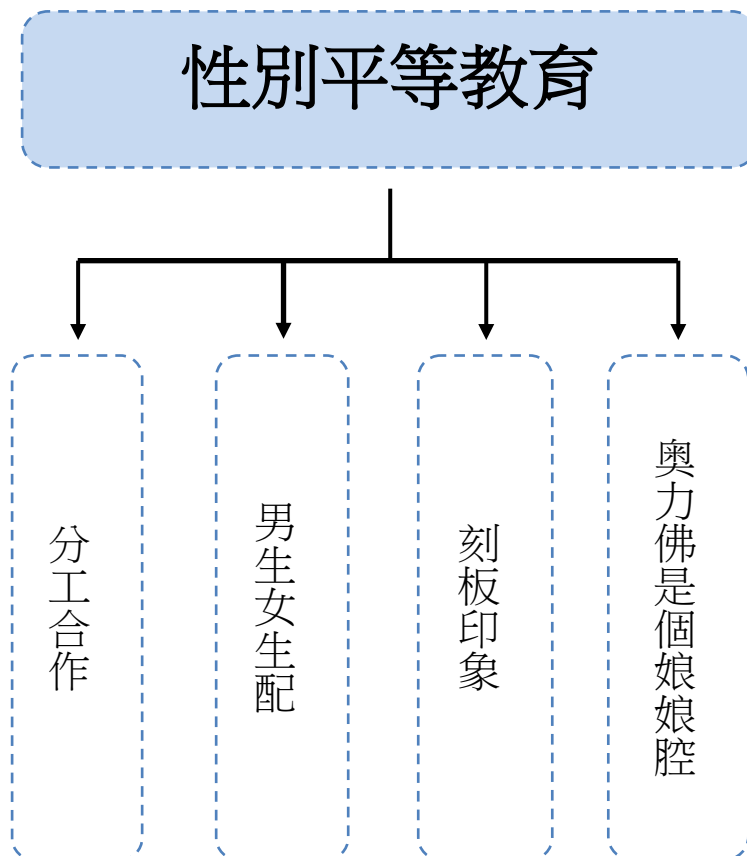 性別平等教育
分工合作
男生女生配
刻板印象
奧力佛是個娘娘腔